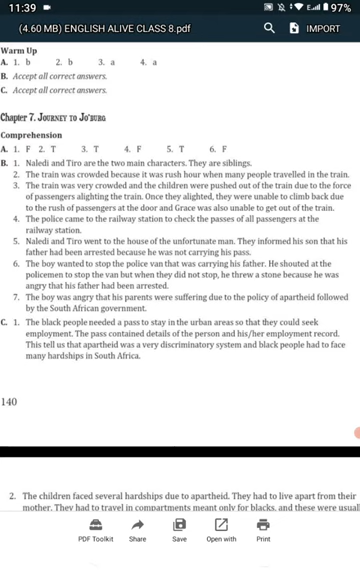 11:39 97%
(4.60 MB) ENGLISH ALIVE CLASS 8.pdf IMPORT
Warm Up
A. 1. b 2. b 3. a 4. a
B. Accept all correct answers.
C. Accept all correct answers.
Chapter 7. JOURNEY TO JO'BURG
Comprehension
A. 1. F 2. T 3. T 4. F 5. T 6. F
B. 1. Naledi and Tiro are the two main characters. They are siblings.
2. The train was crowded because it was rush hour when many people travelled in the train.
3. The train was very crowded and the children were pushed out of the train due to the force
of passengers alighting the train. Once they alighted, they were unable to climb back due
to the rush of passengers at the door and Grace was also unable to get out of the train.
4. The police came to the railway station to check the passes of all passengers at the
railway station.
5. Naledi and Tiro went to the house of the unfortunate man. They informed his son that his
father had been arrested because he was not carrying his pass.
6. The boy wanted to stop the police van that was carrying his father. He shouted at the
policemen to stop the van but when they did not stop, he threw a stone because he was
angry that his father had been arrested.
7. The boy was angry that his parents were suffering due to the policy of apartheid followed
by the South African government.
C. 1. The black people needed a pass to stay in the urban areas so that they could seek
employment. The pass contained details of the person and his/her employment record.
This tell us that apartheid was a very discriminatory system and black people had to face
many hardships in South Africa.
140
2. The children faced several hardships due to apartheid. They had to live apart from their
mother. They had to travel in compartments meant only for blacks, and these were usual
PDF Toolkit Share Save Open with Print